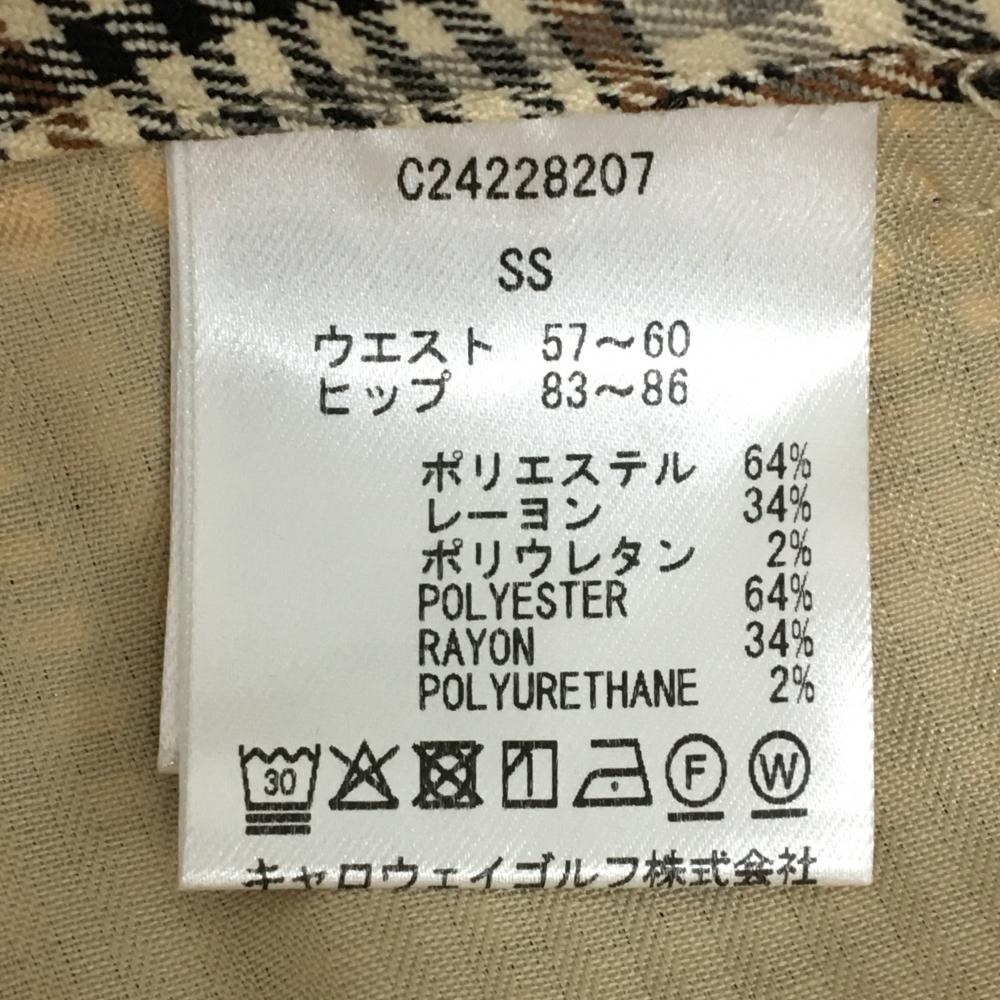 C24228207
SS
ウエスト 57〜60
ヒップ 83〜86
ポリエステル 64%
レーヨン 34%
ポリウレタン 2%
POLYESTER 64%
RAYON 34%
POLYURETHANE 2%
30 F W
キャロウェイゴルフ株式会社